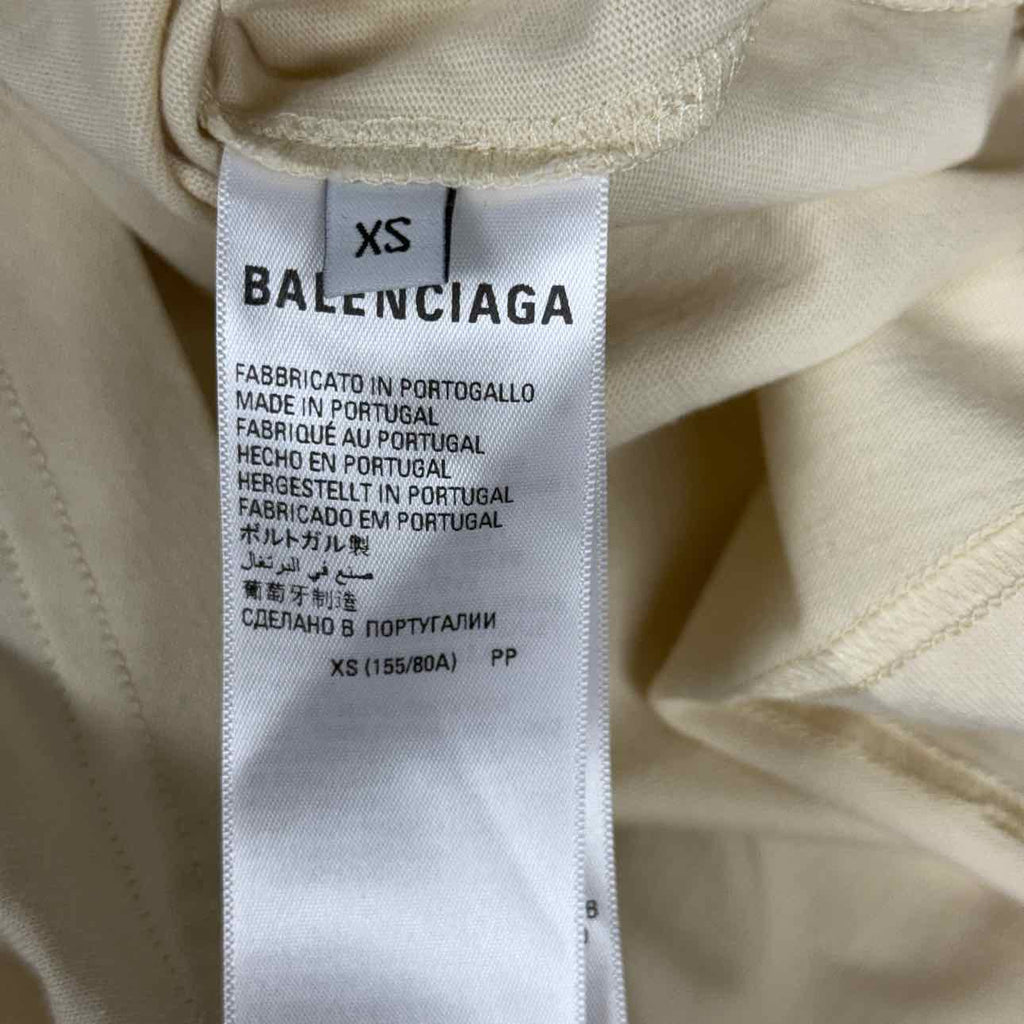 XS
BALENCIAGA
FABBRICATO IN PORTOGALLO
MADE IN PORTUGAL
FABRIQUÉ AU PORTUGAL
HECHO EN PORTUGAL
HERGESTELLT IN PORTUGAL
FABRICADO EM PORTUGAL
ポルトガル製
صنع في البرتغال
葡萄牙制造
СДЕЛАНО В ПОРТУГАЛИИ
XS (155/80A) PP
B